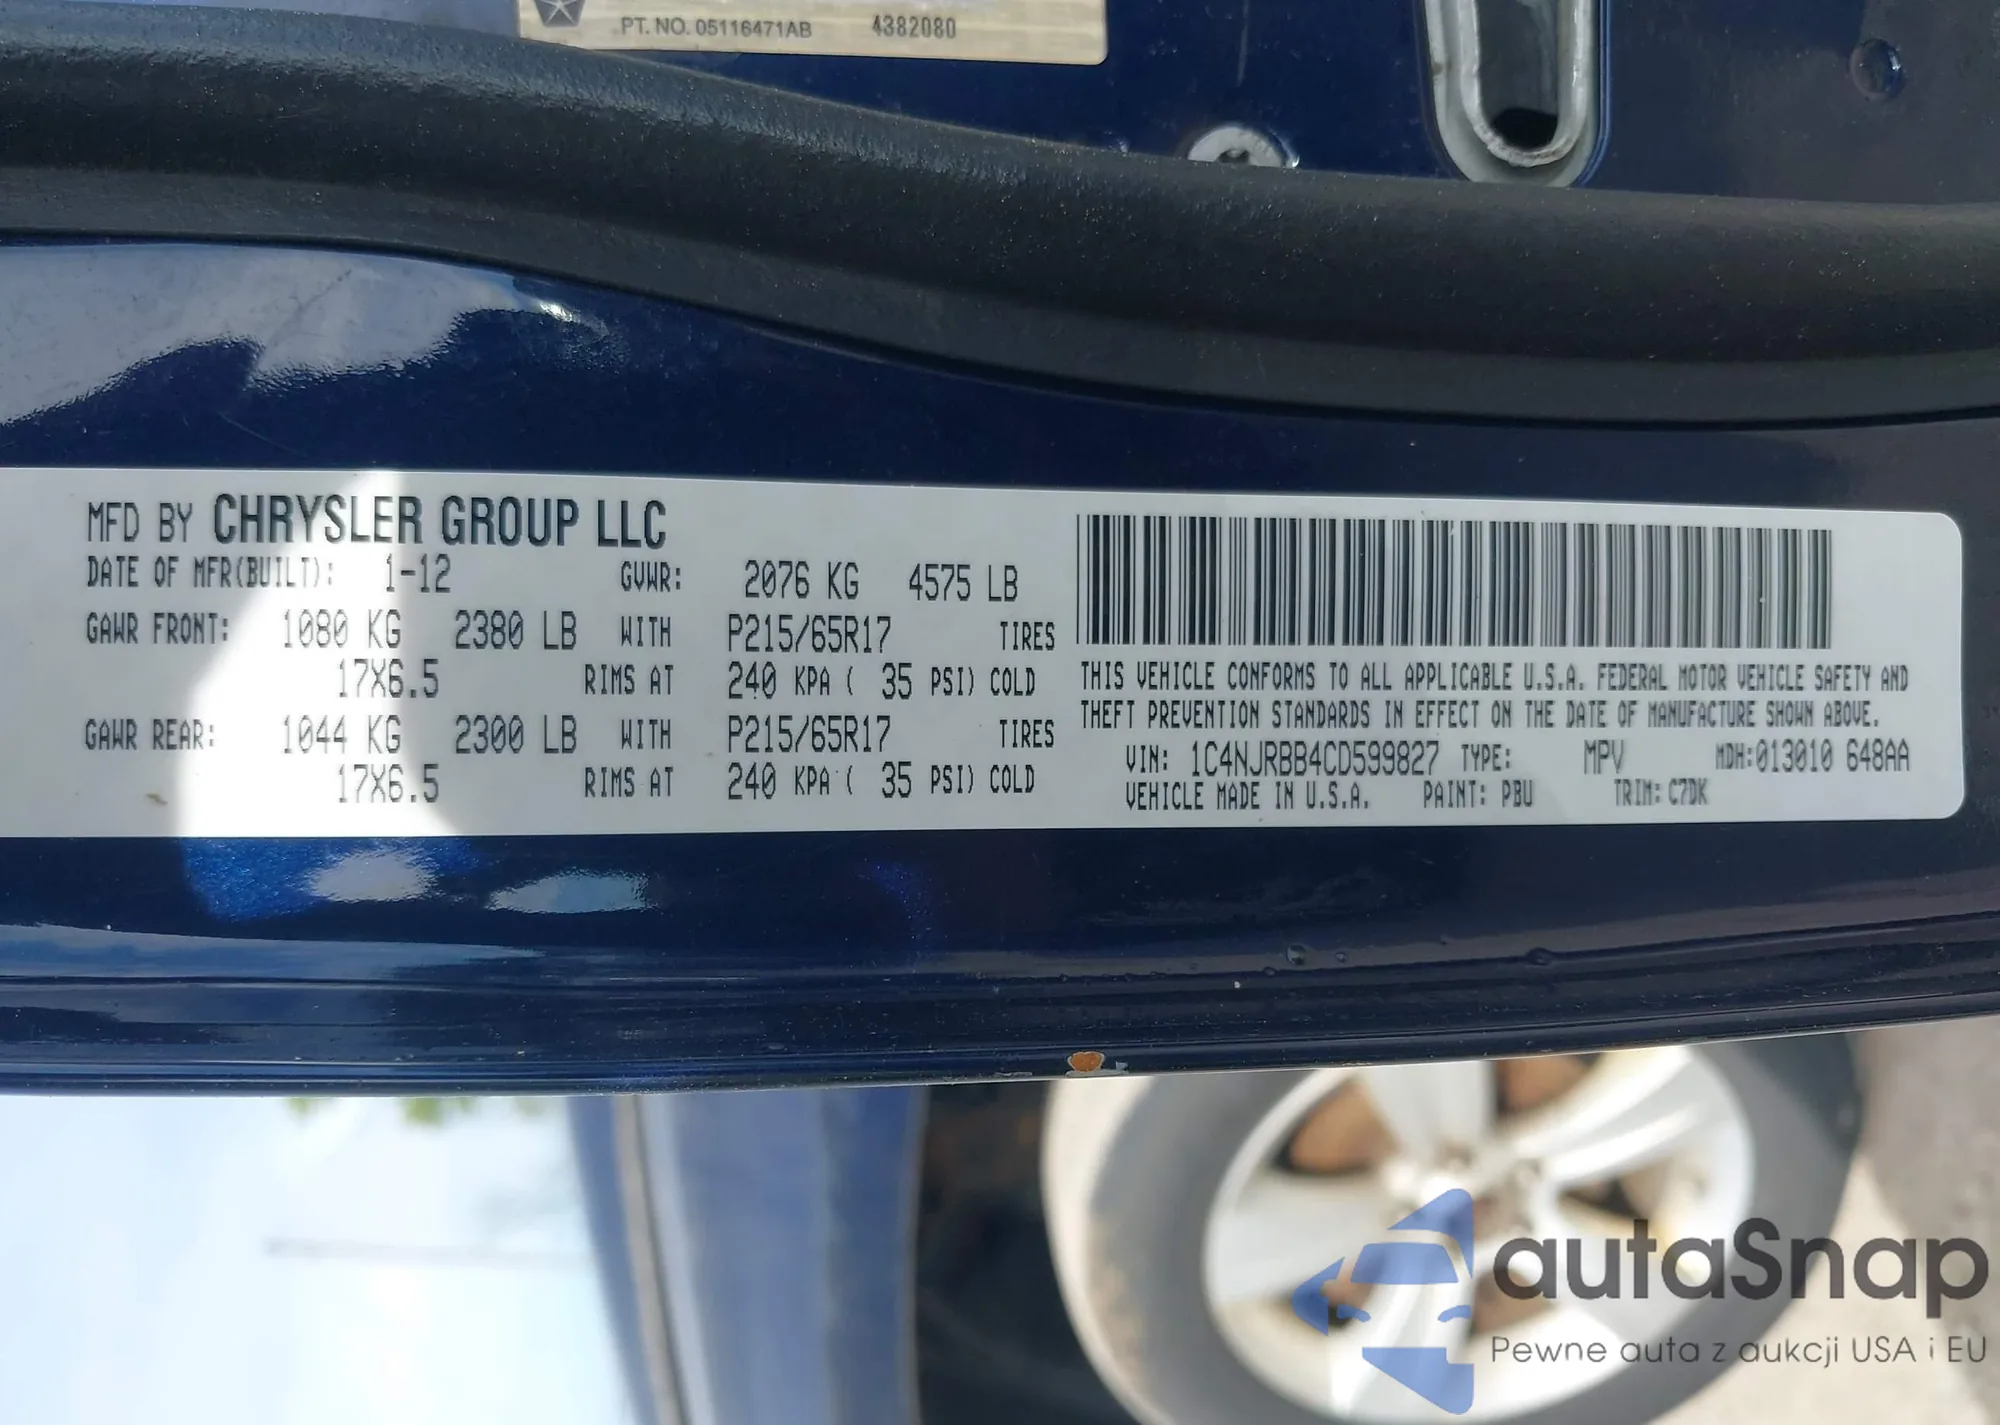 PT. NO. 05116471AB 4382080
MFD BY CHRYSLER GROUP LLC
DATE OF MFR(BUILT): 1-12 GVWR: 2076 KG 4575 LB
GAWR FRONT: 1080 KG 2380 LB WITH P215/65R17 TIRES
17X6.5 RIMS AT 240 KPA ( 35 PSI) COLD
GAWR REAR: 1044 KG 2300 LB WITH P215/65R17 TIRES
17X6.5 RIMS AT 240 KPA ( 35 PSI) COLD
THIS VEHICLE CONFORMS TO ALL APPLICABLE U.S.A. FEDERAL MOTOR VEHICLE SAFETY AND
THEFT PREVENTION STANDARDS IN EFFECT ON THE DATE OF MANUFACTURE SHOWN ABOVE.
VIN: 1C4NJRBB4CD599827 TYPE: MPV MDH:013010 648AA
VEHICLE MADE IN U.S.A. PAINT: PBU TRIM: C7DK
autaSnap
Pewne auta z aukcji USA i EU